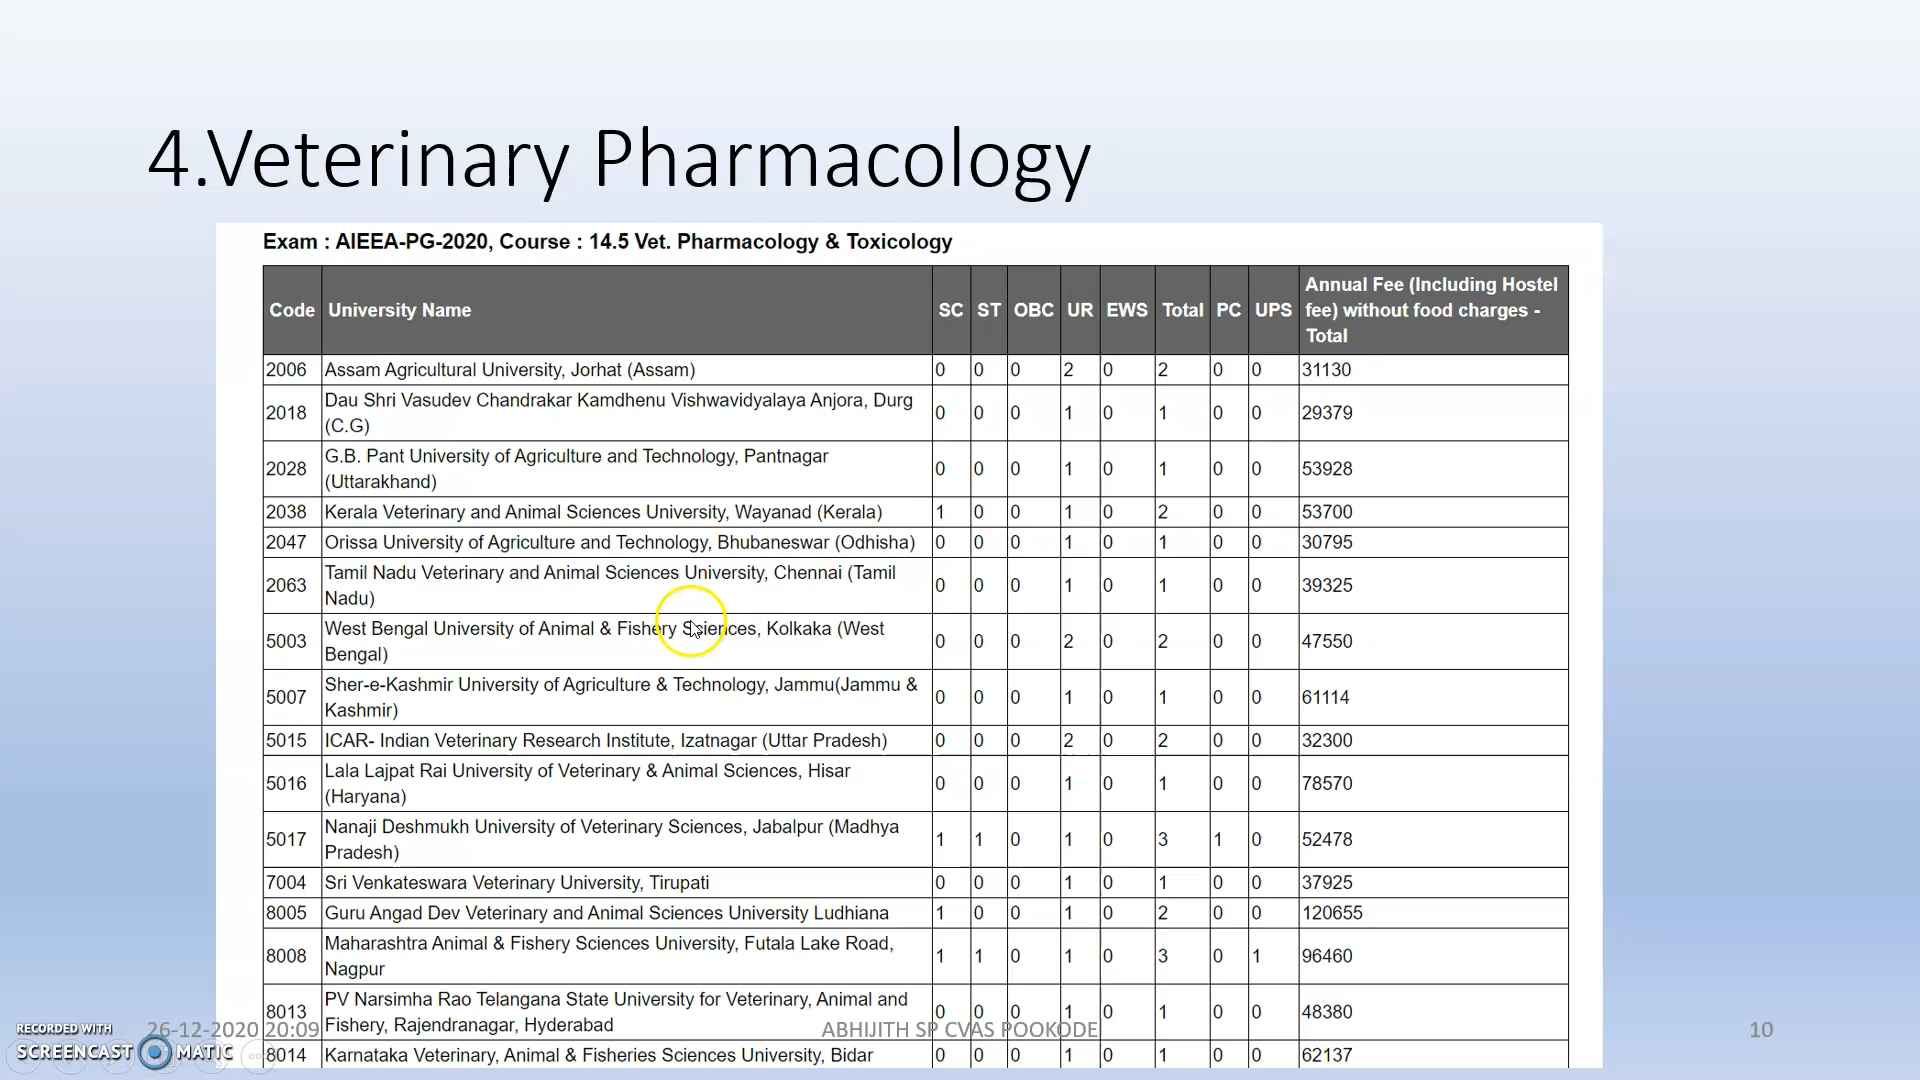 4.Veterinary Pharmacology
Exam : AIEEA-PG-2020, Course : 14.5 Vet. Pharmacology & Toxicology
Code University Name SC ST OBC UR EWS Total PC UPS Annual Fee (Including Hostel
fee) without food charges -
Total
2006 Assam Agricultural University, Jorhat (Assam) 0 0 0 2 0 2 0 0 31130
2018 Dau Shri Vasudev Chandrakar Kamdhenu Vishwavidyalaya Anjora, Durg
(C.G) 0 0 0 1 0 1 0 0 29379
2028 G.B. Pant University of Agriculture and Technology, Pantnagar
(Uttarakhand) 0 0 0 1 0 1 0 0 53928
2038 Kerala Veterinary and Animal Sciences University, Wayanad (Kerala) 1 0 0 1 0 2 0 0 53700
2047 Orissa University of Agriculture and Technology, Bhubaneswar (Odhisha) 0 0 0 1 0 1 0 0 30795
2063 Tamil Nadu Veterinary and Animal Sciences University, Chennai (Tamil
Nadu) 0 0 0 1 0 1 0 0 39325
5003 West Bengal University of Animal & Fishery Sciences, Kolkaka (West
Bengal) 0 0 0 2 0 2 0 0 47550
5007 Sher-e-Kashmir University of Agriculture & Technology, Jammu(Jammu &
Kashmir) 0 0 0 1 0 1 0 0 61114
5015 ICAR- Indian Veterinary Research Institute, Izatnagar (Uttar Pradesh) 0 0 0 2 0 2 0 0 32300
5016 Lala Lajpat Rai University of Veterinary & Animal Sciences, Hisar
(Haryana) 0 0 0 1 0 1 0 0 78570
5017 Nanaji Deshmukh University of Veterinary Sciences, Jabalpur (Madhya
Pradesh) 1 1 0 1 0 3 1 0 52478
7004 Sri Venkateswara Veterinary University, Tirupati 0 0 0 1 0 1 0 0 37925
8005 Guru Angad Dev Veterinary and Animal Sciences University Ludhiana 1 0 0 1 0 2 0 0 120655
8008 Maharashtra Animal & Fishery Sciences University, Futala Lake Road,
Nagpur 1 1 0 1 0 3 0 1 96460
8013 PV Narsimha Rao Telangana State University for Veterinary, Animal and
Fishery, Rajendranagar, Hyderabad 0 0 0 1 0 1 0 0 48380
8014 Karnataka Veterinary, Animal & Fisheries Sciences University, Bidar 0 0 0 1 0 1 0 0 62137
26-12-2020 20:09 ABHIJITH SP CVAS POOKODE 10
RECORDED WITH
SCREENCAST MATIC